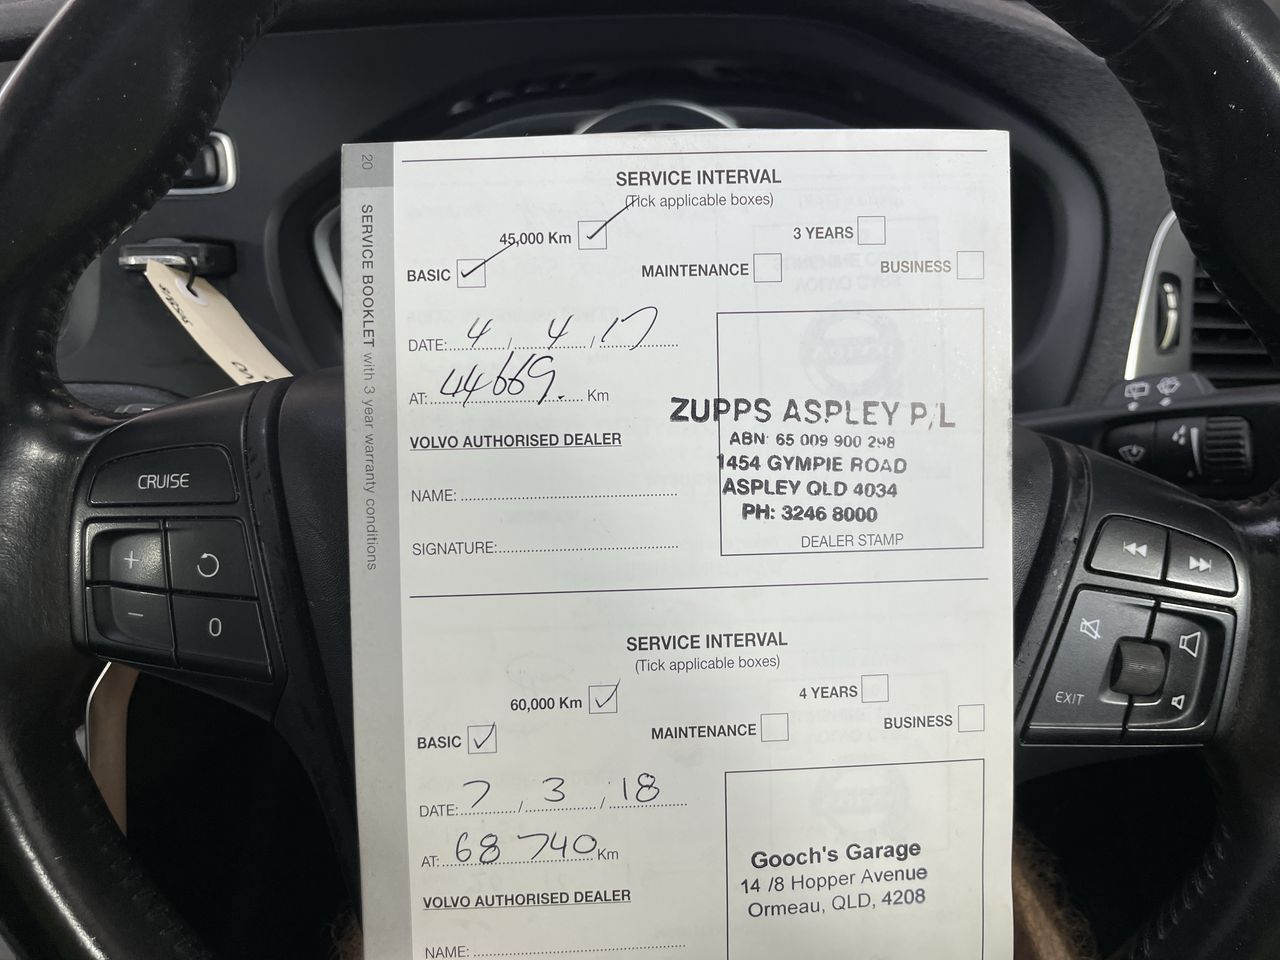 20
SERVICE BOOKLET with 3 year warranty conditions
SERVICE INTERVAL
(Tick applicable boxes)
45,000 Km
3 YEARS
BASIC
MAINTENANCE
BUSINESS
DATE: 4 / 4 / 17
AT: 44669. Km
VOLVO AUTHORISED DEALER
NAME:
SIGNATURE:
ZUPPS ASPLEY P/L
ABN: 65 009 900 298
1454 GYMPIE ROAD
ASPLEY QLD 4034
PH: 3246 8000
DEALER STAMP
SERVICE INTERVAL
(Tick applicable boxes)
60,000 Km
4 YEARS
BASIC
MAINTENANCE
BUSINESS
DATE: 7 / 3 / 18
AT: 68 740 Km
VOLVO AUTHORISED DEALER
NAME:
Gooch's Garage
14 /8 Hopper Avenue
Ormeau, QLD, 4208
CRUISE
+
−
0
EXIT